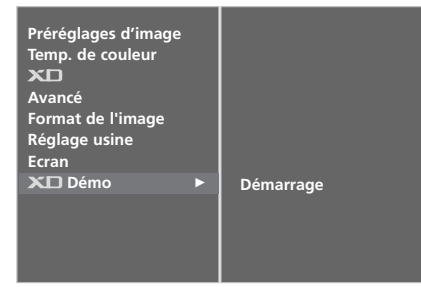 Préréglages d’image
Temp. de couleur
XD
Avancé
Format de l'image
Réglage usine
Ecran
XD Démo ►
Démarrage